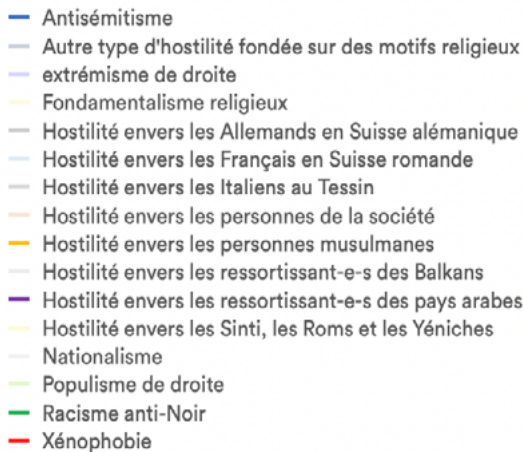 Antisémitisme
Autre type d'hostilité fondée sur des motifs religieux
extrémisme de droite
Fondamentalisme religieux
Hostilité envers les Allemands en Suisse alémanique
Hostilité envers les Français en Suisse romande
Hostilité envers les Italiens au Tessin
Hostilité envers les personnes de la société
Hostilité envers les personnes musulmanes
Hostilité envers les ressortissant-e-s des Balkans
Hostilité envers les ressortissant-e-s des pays arabes
Hostilité envers les Sinti, les Roms et les Yéniches
Nationalisme
Populisme de droite
Racisme anti-Noir
Xénophobie